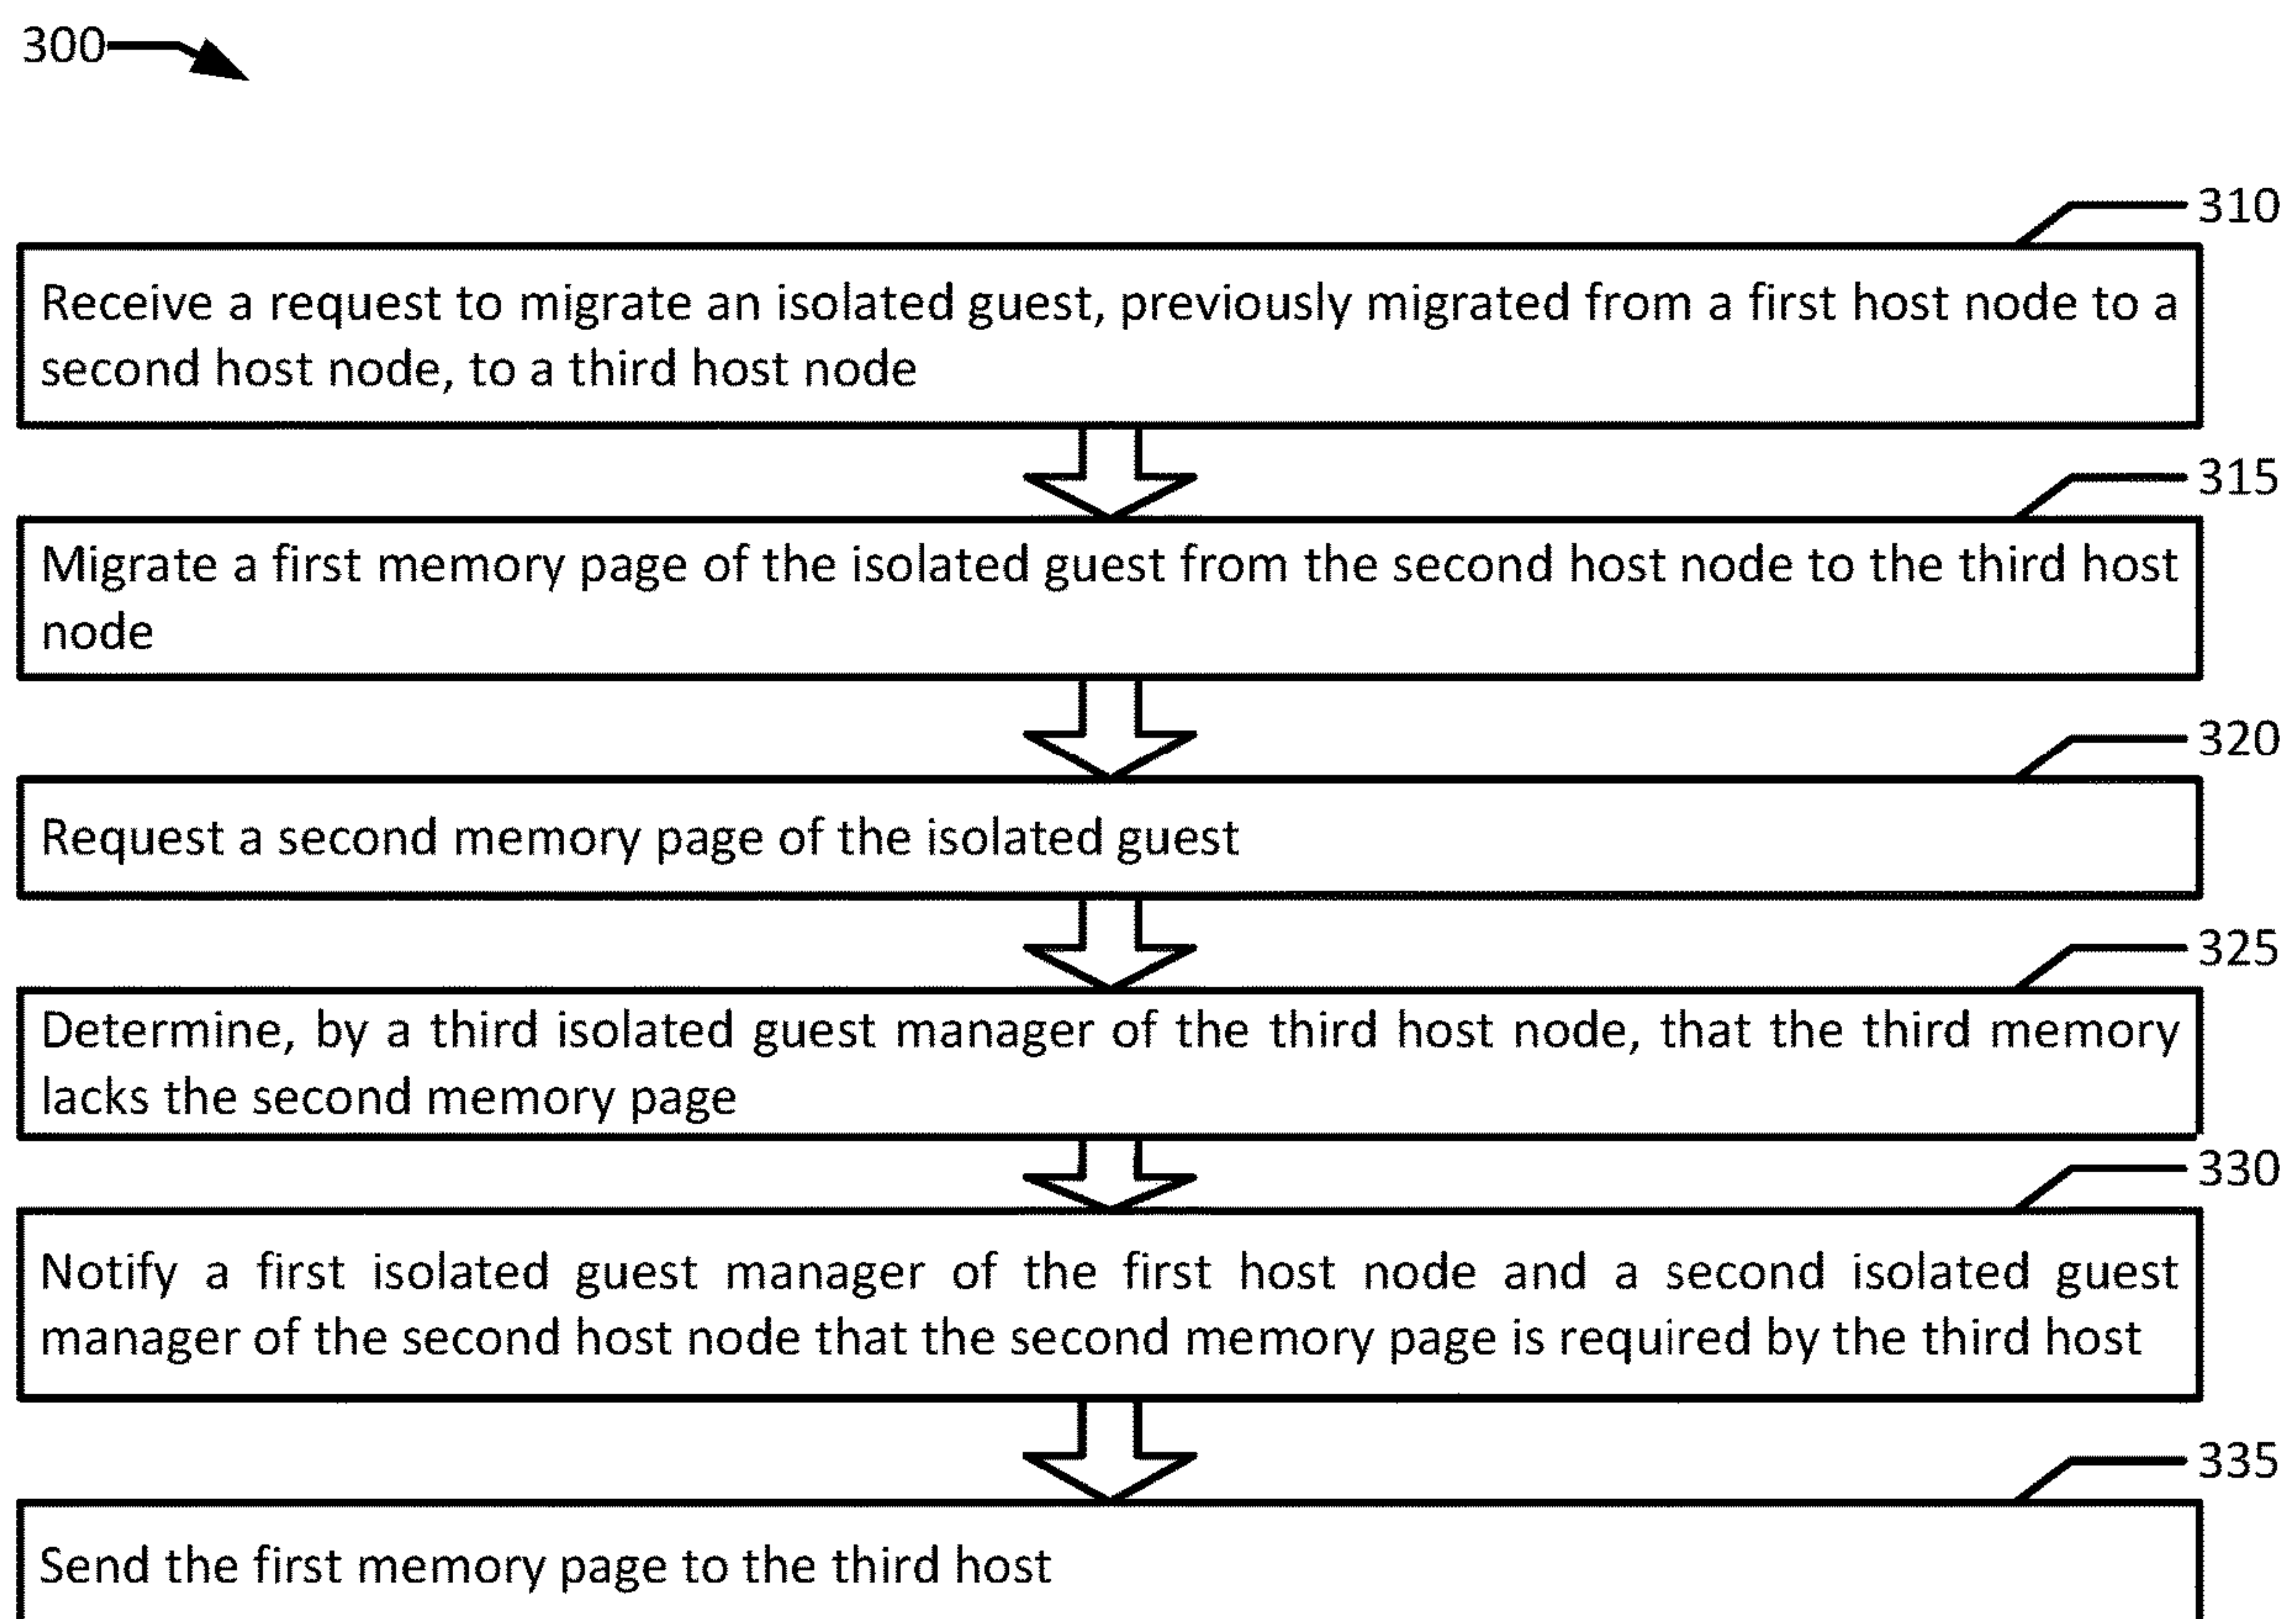 300
310
Receive a request to migrate an isolated guest, previously migrated from a first host node to a
second host node, to a third host node
315
Migrate a first memory page of the isolated guest from the second host node to the third host
node
320
Request a second memory page of the isolated guest
325
Determine, by a third isolated guest manager of the third host node, that the third memory
lacks the second memory page
330
Notify a first isolated guest manager of the first host node and a second isolated guest
manager of the second host node that the second memory page is required by the third host
335
Send the first memory page to the third host